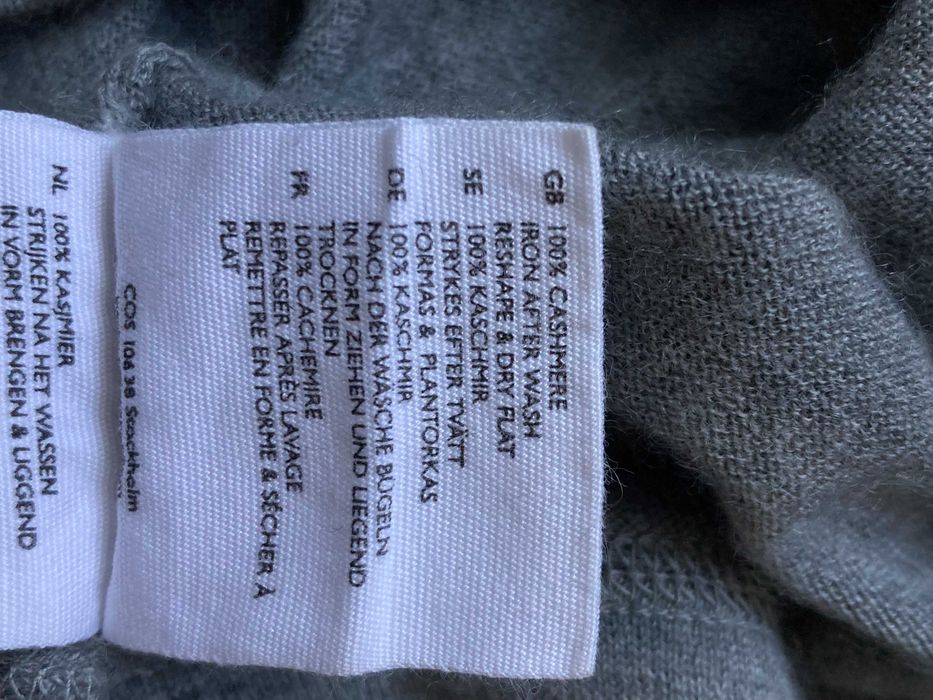 GB 100% CASHMERE
IRON AFTER WASH
RESHAPE & DRY FLAT
SE 100% KASCHMIR
STRYKES EFTER TVÄTT
FORMAS & PLANTORKAS
DE 100% KASCHMIR
NACH DER WÄSCHE BÜGELN
IN FORM ZIEHEN UND LIEGEND
TROCKNEN
FR 100% CACHEMIRE
REPASSER APRÈS LAVAGE
REMETTRE EN FORME & SÉCHER À
PLAT
COS 106 38 Stockholm
NL 100% KASJMIER
STRIJKEN NA HET WASSEN
IN VORM BRENGEN & LIGGEND